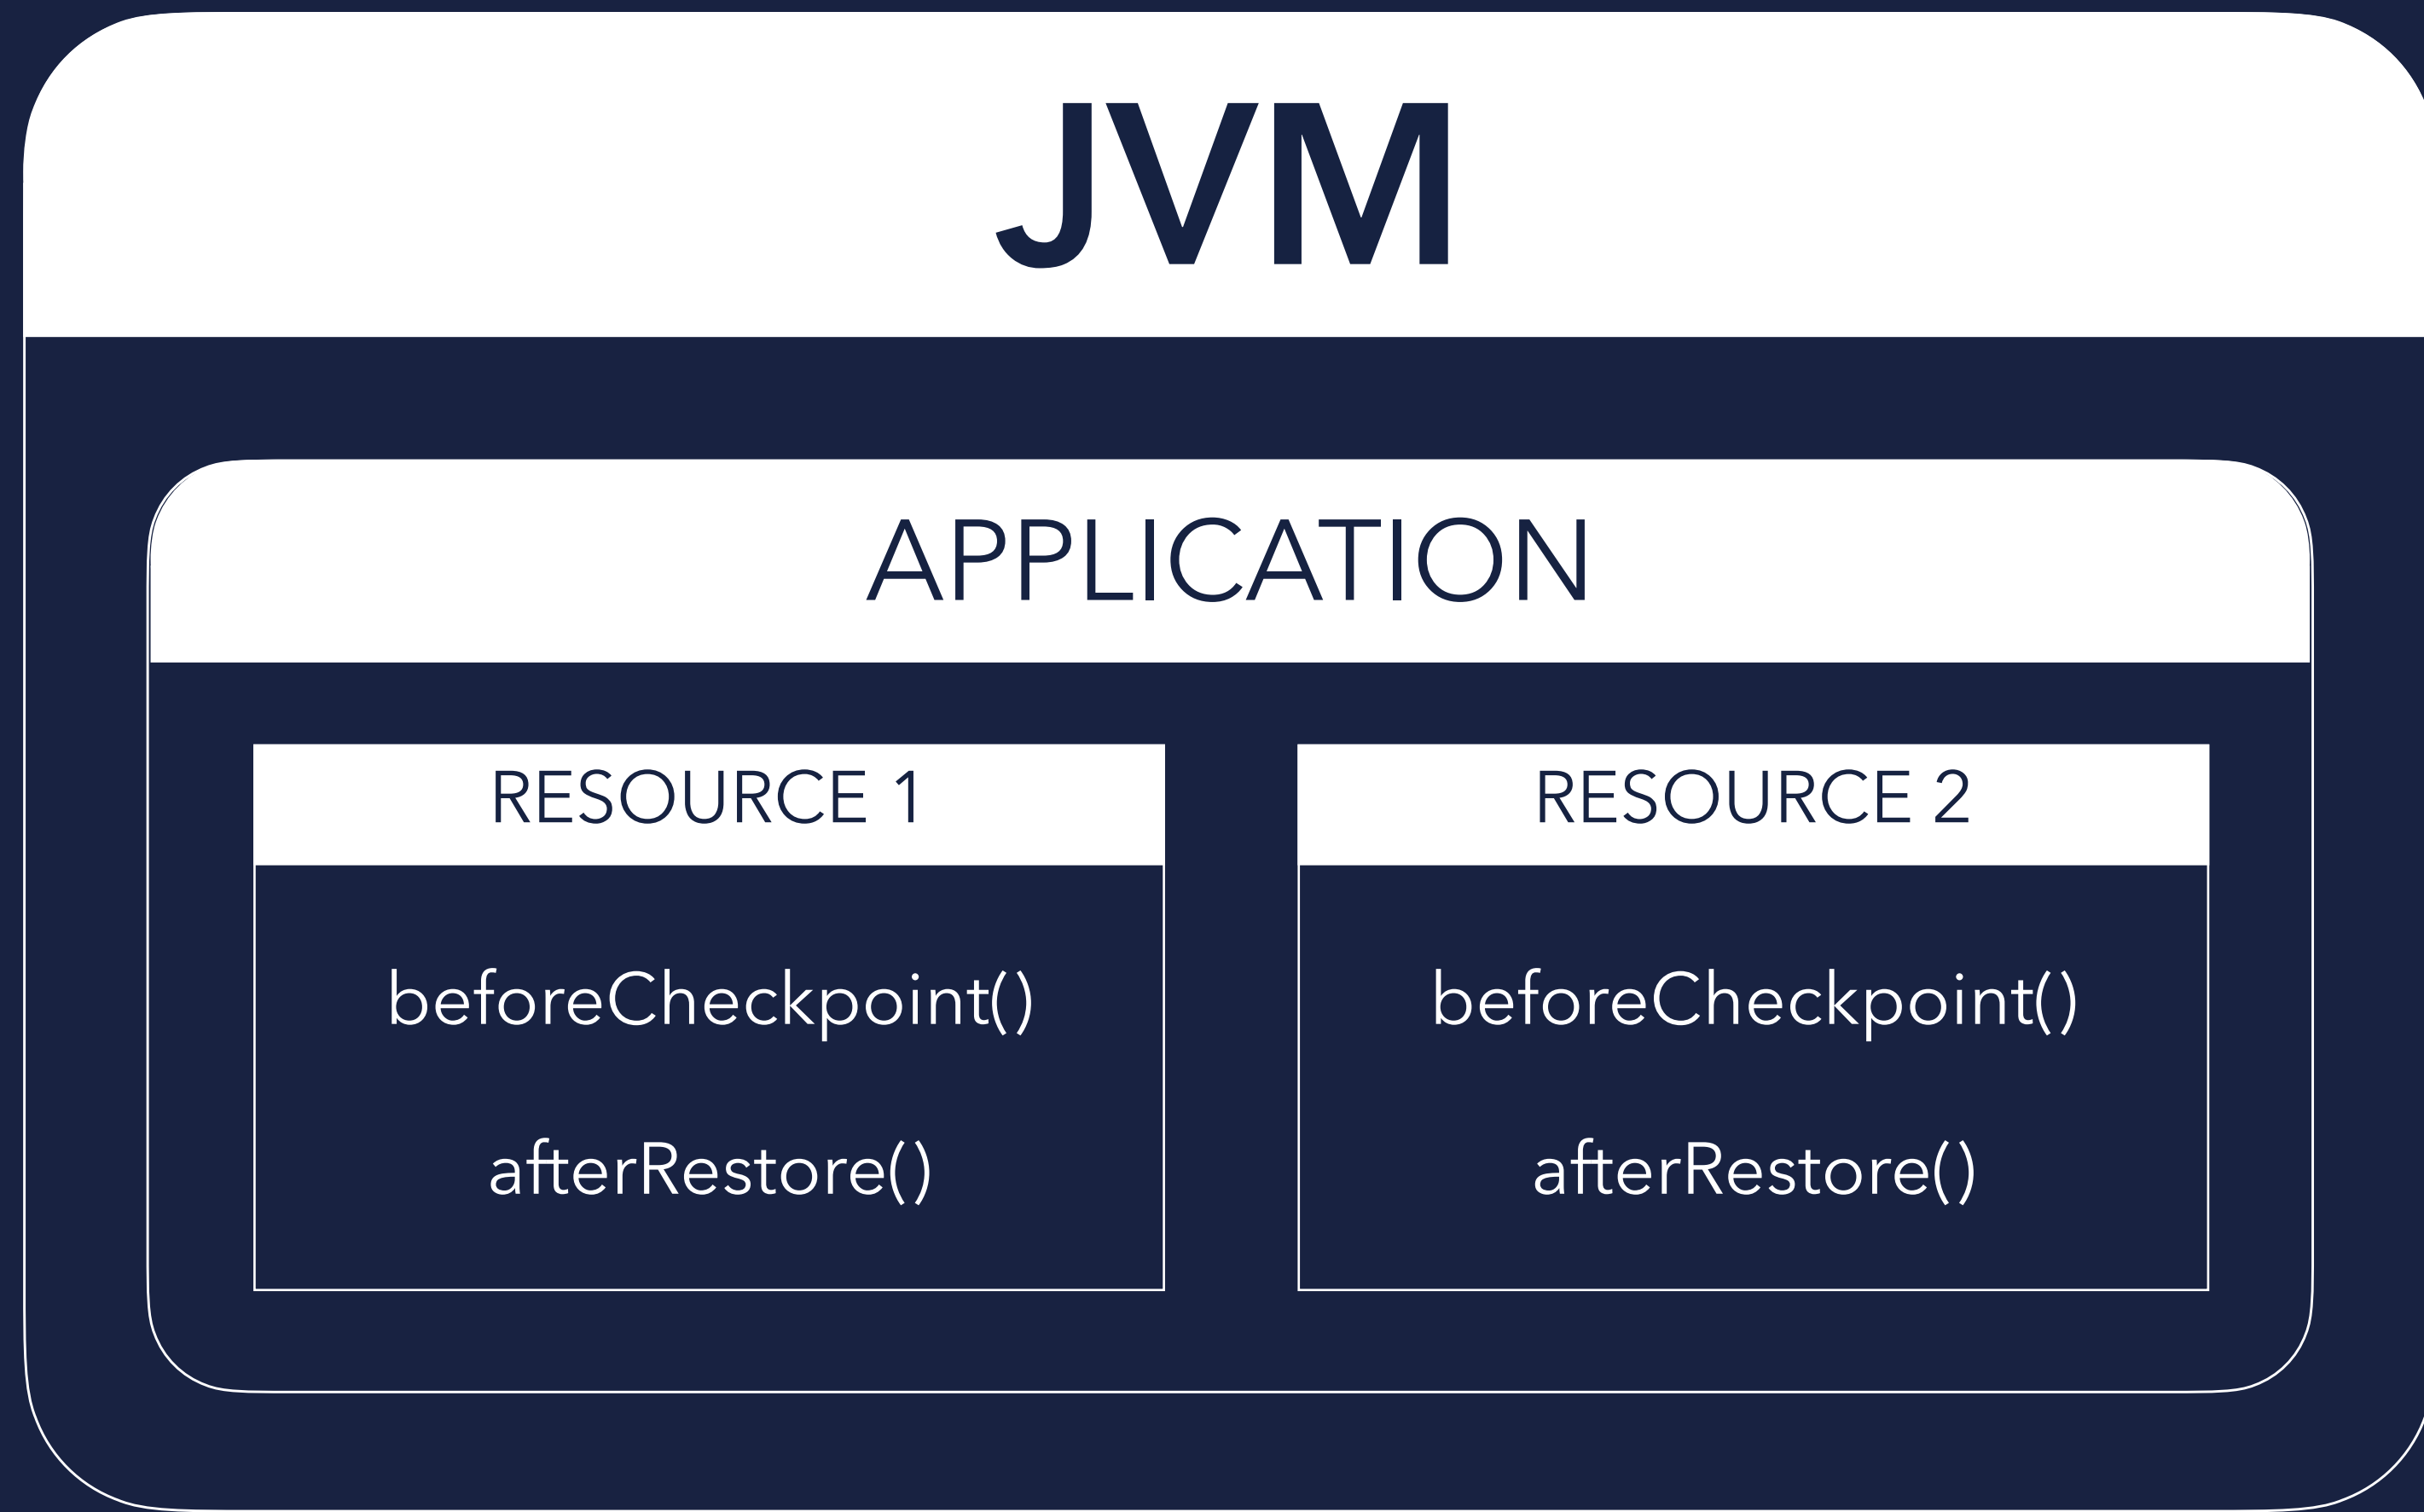 JVM
APPLICATION
RESOURCE 1
beforeCheckpoint()
afterRestore()
RESOURCE 2
beforeCheckpoint()
afterRestore()